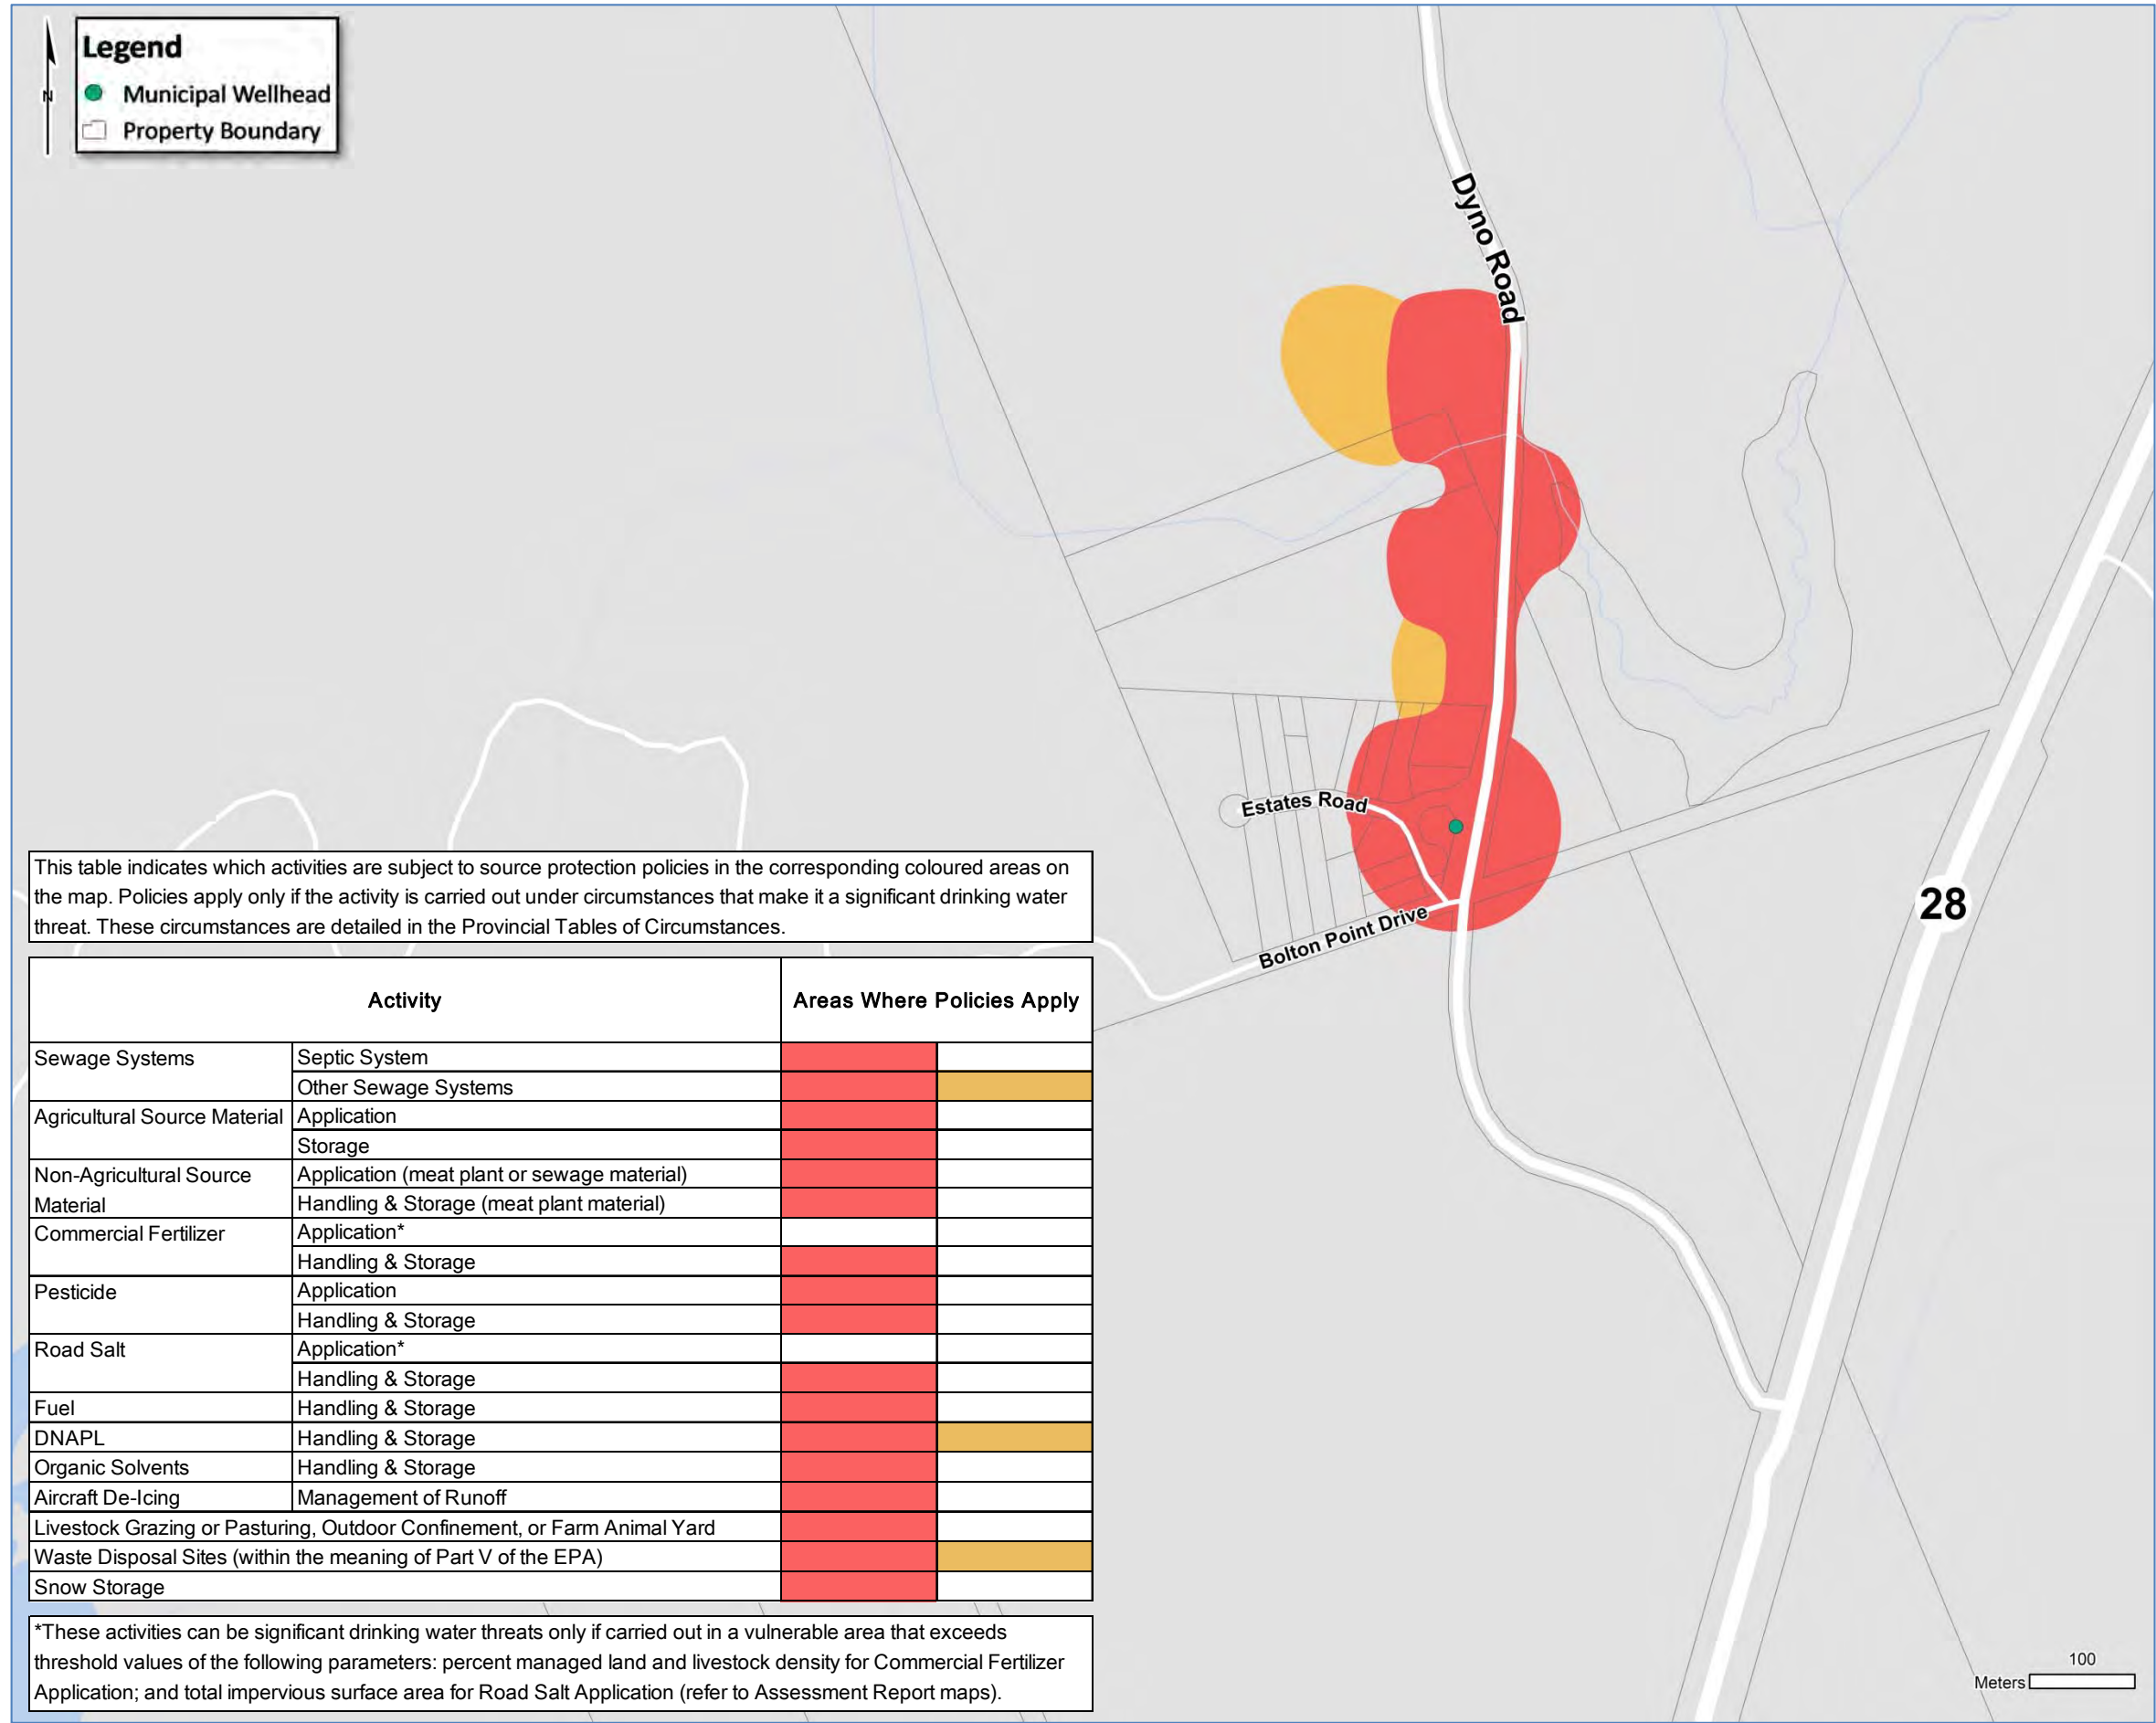 Legend
N
Municipal Wellhead
Property Boundary
Dyno Road
Estates Road
Bolton Point Drive
28
This table indicates which activities are subject to source protection policies in the corresponding coloured areas on
the map. Policies apply only if the activity is carried out under circumstances that make it a significant drinking water
threat. These circumstances are detailed in the Provincial Tables of Circumstances.
Activity Areas Where Policies Apply
Sewage Systems Septic System
Other Sewage Systems
Agricultural Source Material Application
Storage
Non-Agricultural Source Application (meat plant or sewage material)
Material Handling & Storage (meat plant material)
Commercial Fertilizer Application*
Handling & Storage
Pesticide Application
Handling & Storage
Road Salt Application*
Handling & Storage
Fuel Handling & Storage
DNAPL Handling & Storage
Organic Solvents Handling & Storage
Aircraft De-Icing Management of Runoff
Livestock Grazing or Pasturing, Outdoor Confinement, or Farm Animal Yard
Waste Disposal Sites (within the meaning of Part V of the EPA)
Snow Storage
*These activities can be significant drinking water threats only if carried out in a vulnerable area that exceeds
threshold values of the following parameters: percent managed land and livestock density for Commercial Fertilizer
Application; and total impervious surface area for Road Salt Application (refer to Assessment Report maps).
100
Meters